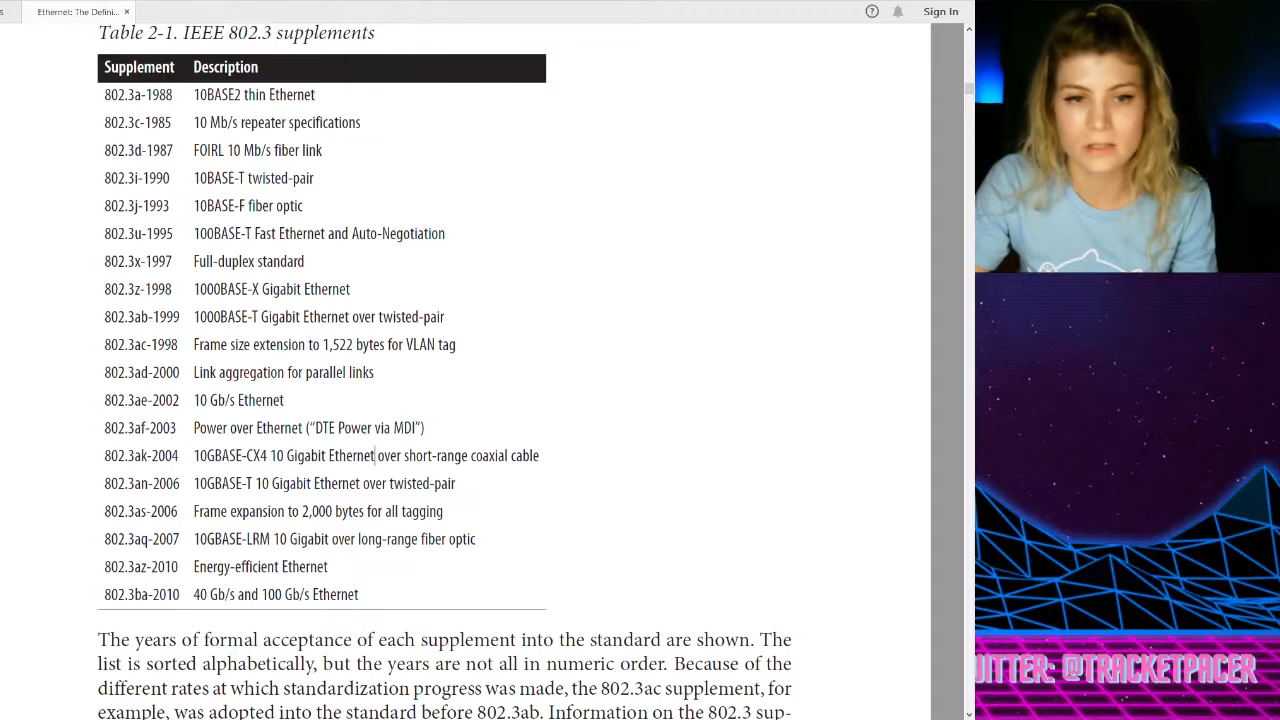 s
Ethernet: The Defini...
×
?
Sign In
Table 2-1. IEEE 802.3 supplements
Supplement Description
802.3a-1988 10BASE2 thin Ethernet
802.3c-1985 10 Mb/s repeater specifications
802.3d-1987 FOIRL 10 Mb/s fiber link
802.3i-1990 10BASE-T twisted-pair
802.3j-1993 10BASE-F fiber optic
802.3u-1995 100BASE-T Fast Ethernet and Auto-Negotiation
802.3x-1997 Full-duplex standard
802.3z-1998 1000BASE-X Gigabit Ethernet
802.3ab-1999 1000BASE-T Gigabit Ethernet over twisted-pair
802.3ac-1998 Frame size extension to 1,522 bytes for VLAN tag
802.3ad-2000 Link aggregation for parallel links
802.3ae-2002 10 Gb/s Ethernet
802.3af-2003 Power over Ethernet (“DTE Power via MDI”)
802.3ak-2004 10GBASE-CX4 10 Gigabit Ethernet over short-range coaxial cable
802.3an-2006 10GBASE-T 10 Gigabit Ethernet over twisted-pair
802.3as-2006 Frame expansion to 2,000 bytes for all tagging
802.3aq-2007 10GBASE-LRM 10 Gigabit over long-range fiber optic
802.3az-2010 Energy-efficient Ethernet
802.3ba-2010 40 Gb/s and 100 Gb/s Ethernet
The years of formal acceptance of each supplement into the standard are shown. The
list is sorted alphabetically, but the years are not all in numeric order. Because of the
different rates at which standardization progress was made, the 802.3ac supplement, for
example, was adopted into the standard before 802.3ab. Information on the 802.3 sup-
WITTER: @TRACKETPACER